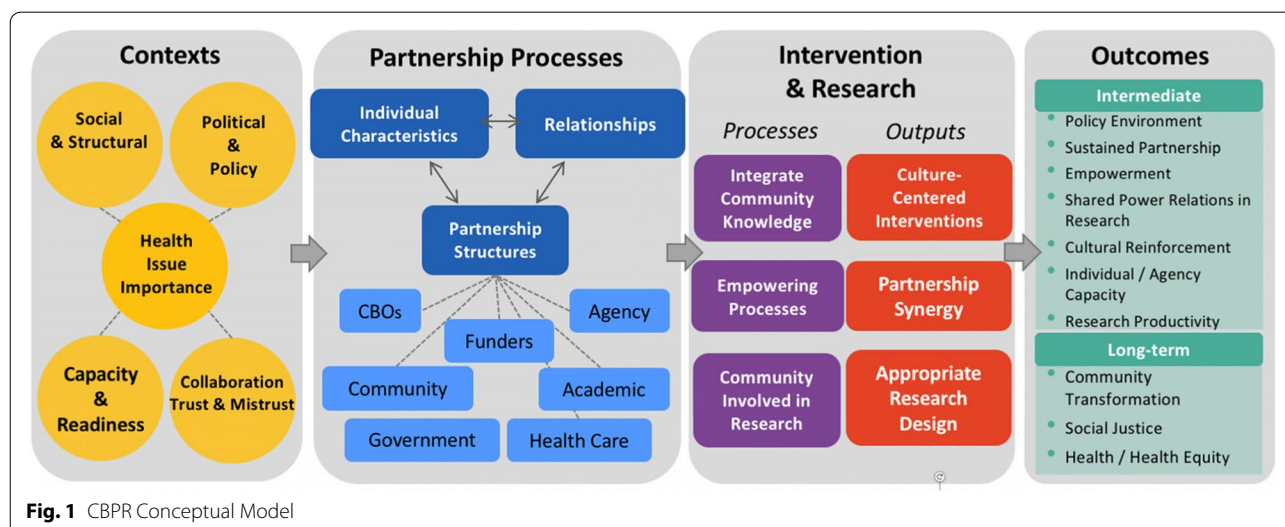 Contexts
Social
& Structural
Political
&
Policy
Health
Issue
Importance
Capacity
&
Readiness
Collaboration
Trust & Mistrust
Partnership Processes
Individual
Characteristics
Relationships
Partnership
Structures
CBOs
Agency
Funders
Community
Academic
Government
Health Care
Intervention
& Research
Processes
Outputs
Integrate
Community
Knowledge
Culture-
Centered
Interventions
Empowering
Processes
Partnership
Synergy
Community
Involved in
Research
Appropriate
Research
Design
Outcomes
Intermediate
• Policy Environment
• Sustained Partnership
• Empowerment
• Shared Power Relations in
Research
• Cultural Reinforcement
• Individual / Agency
Capacity
• Research Productivity
Long-term
• Community
Transformation
• Social Justice
• Health / Health Equity
Fig. 1 CBPR Conceptual Model